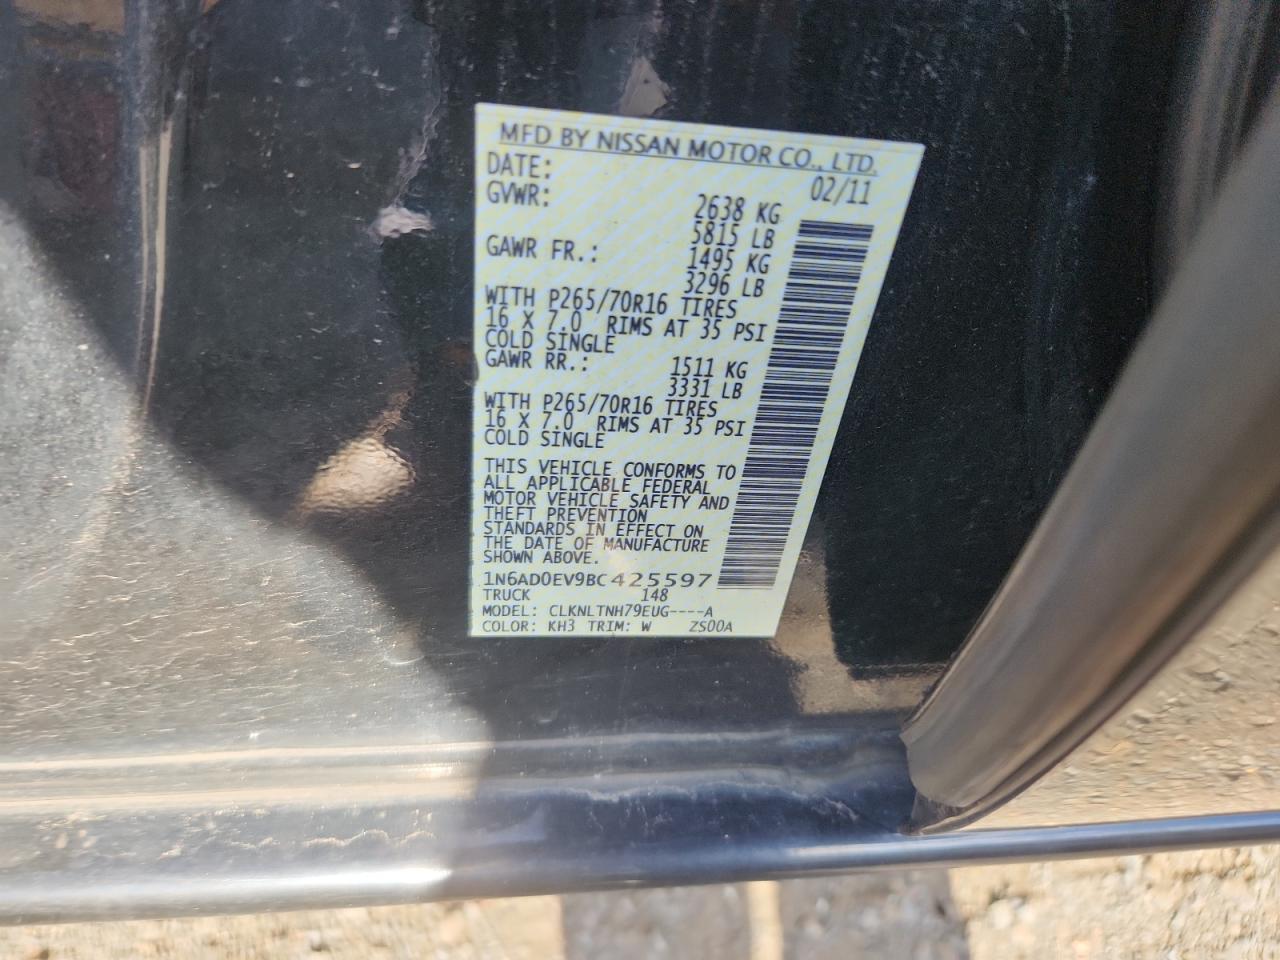 MFD BY NISSAN MOTOR CO., LTD.
DATE: 02/11
GVWR: 2638 KG
5815 LB
GAWR FR.: 1495 KG
3296 LB
WITH P265/70R16 TIRES
16 X 7.0 RIMS AT 35 PSI
COLD SINGLE
GAWR RR.: 1511 KG
3331 LB
WITH P265/70R16 TIRES
16 X 7.0 RIMS AT 35 PSI
COLD SINGLE
THIS VEHICLE CONFORMS TO
ALL APPLICABLE FEDERAL
MOTOR VEHICLE SAFETY AND
THEFT PREVENTION
STANDARDS IN EFFECT ON
THE DATE OF MANUFACTURE
SHOWN ABOVE.
1N6AD0EV9BC425597
TRUCK 148
MODEL: CLKNLTNH79EUG----A
COLOR: KH3 TRIM: W ZS00A